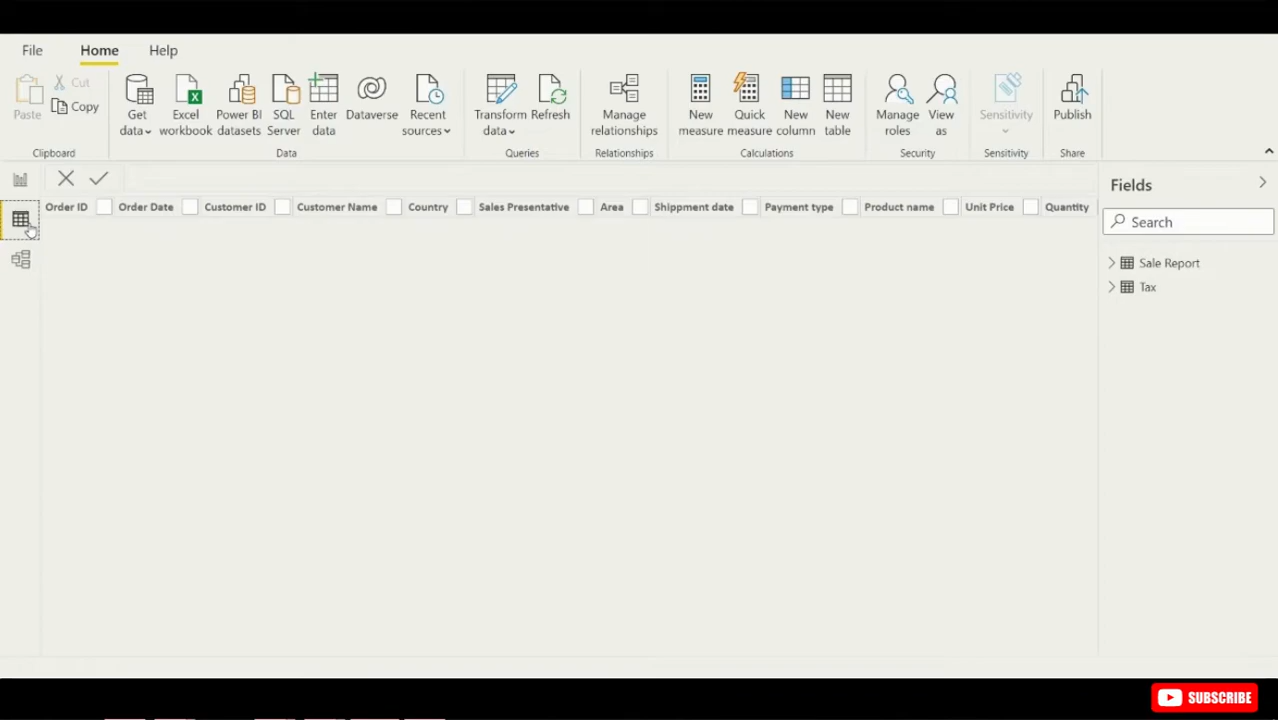 File Home Help
Paste Cut Copy
Get data
Excel workbook
Power BI datasets
SQL Server
Enter data
Dataverse
Recent sources
Transform data
Refresh
Manage relationships
New measure
Quick measure
New column
New table
Manage roles
View as
Sensitivity
Publish
Clipboard Data Queries Relationships Calculations Security Sensitivity Share
Order ID Order Date Customer ID Customer Name Country Sales Presentative Area Shippment date Payment type Product name Unit Price Quantity
Fields
Search
Sale Report
Tax
SUBSCRIBE